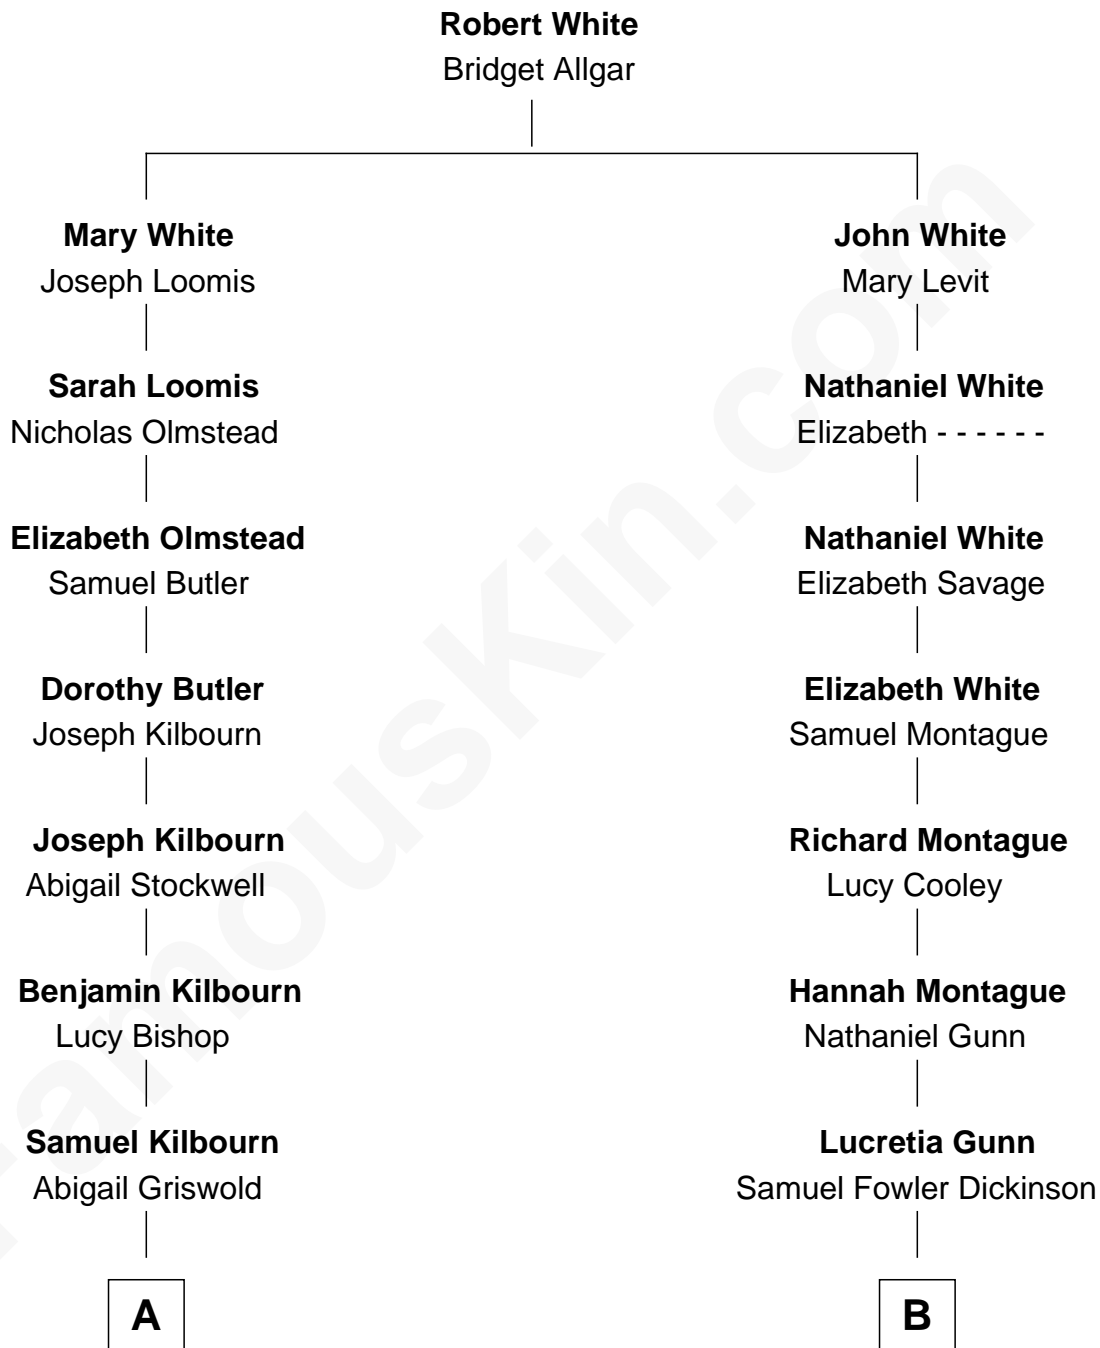 Robert White
Bridget Allgar
Mary White
Joseph Loomis
Sarah Loomis
Nicholas Olmstead
Elizabeth Olmstead
Samuel Butler
Dorothy Butler
Joseph Kilbourn
Joseph Kilbourn
Abigail Stockwell
Benjamin Kilbourn
Lucy Bishop
Samuel Kilbourn
Abigail Griswold
A
John White
Mary Levit
Nathaniel White
Elizabeth - - - - - -
Nathaniel White
Elizabeth Savage
Elizabeth White
Samuel Montague
Richard Montague
Lucy Cooley
Hannah Montague
Nathaniel Gunn
Lucretia Gunn
Samuel Fowler Dickinson
B
FamousKin.com